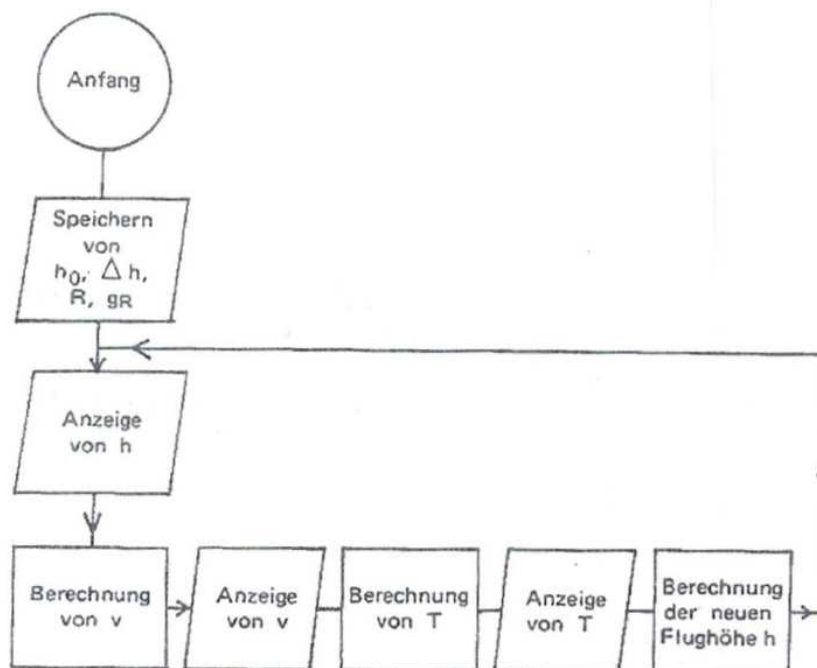 Anfang
Speichern
von
h₀, Δ h,
R, gR
Anzeige
von h
Berechnung
von v
Anzeige
von v
Berechnung
von T
Anzeige
von T
Berechnung
der neuen
Flughöhe h